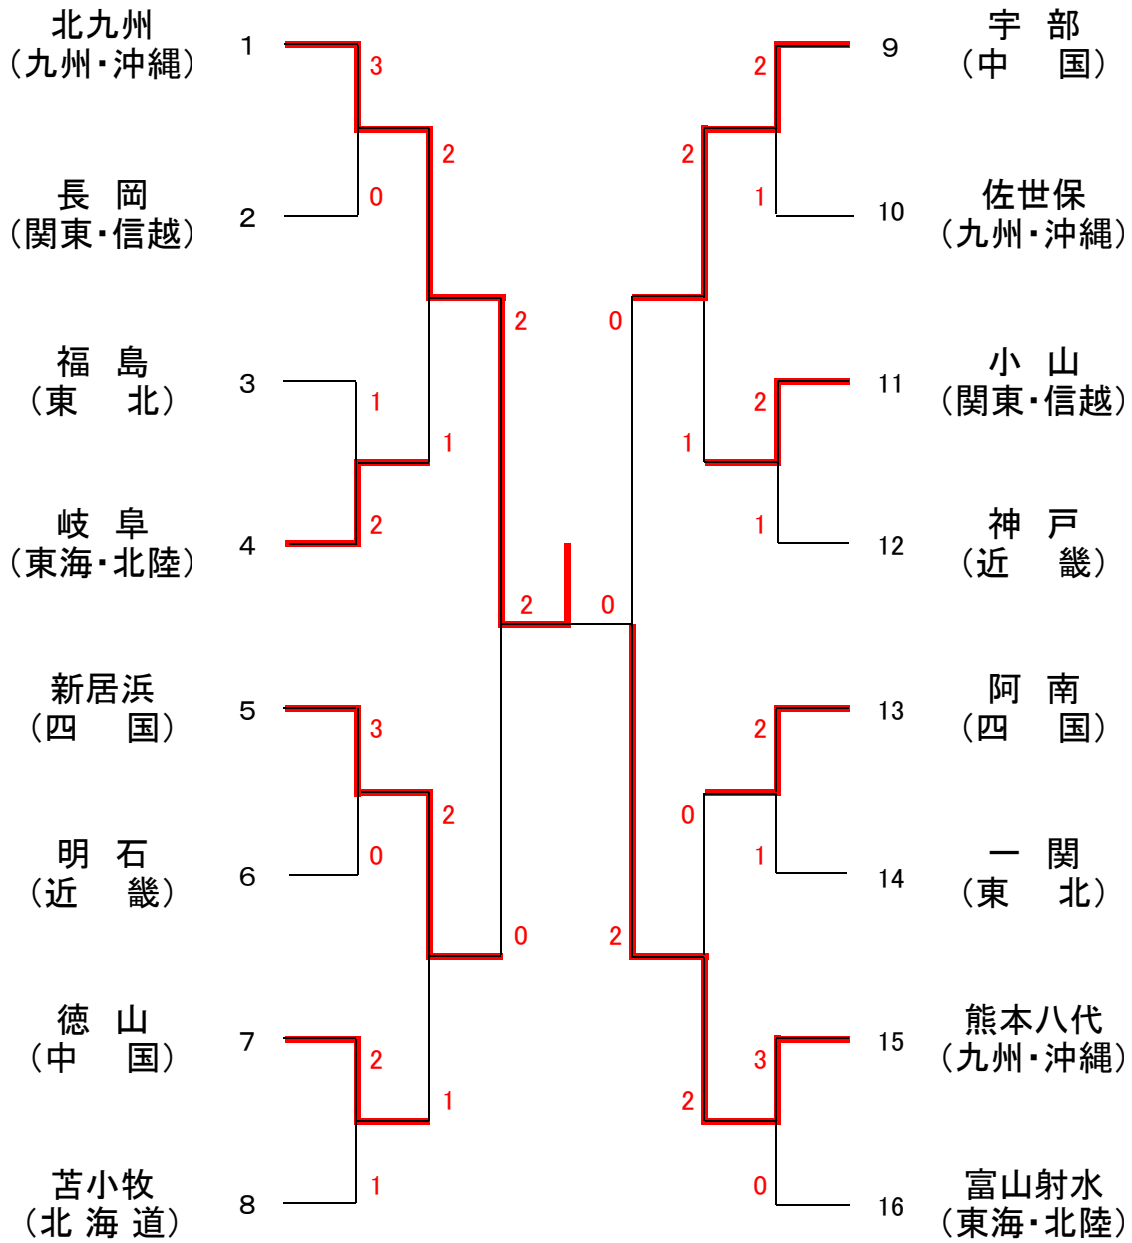 北九州
（九州・沖縄）
1
3
2
長 岡
（関東・信越）
2
0
福 島
（東 北）
3
1
1
岐 阜
（東海・北陸）
4
2
2
2
新居浜
（四 国）
5
3
2
明 石
（近 畿）
6
0
0
徳 山
（中 国）
7
2
1
苫小牧
（北 海 道）
8
1
宇 部
（中 国）
9
2
2
佐世保
（九州・沖縄）
10
1
0
小 山
（関東・信越）
11
2
1
神 戸
（近 畿）
12
1
0
阿 南
（四 国）
13
2
0
一 関
（東 北）
14
1
2
熊本八代
（九州・沖縄）
15
3
2
富山射水
（東海・北陸）
16
0